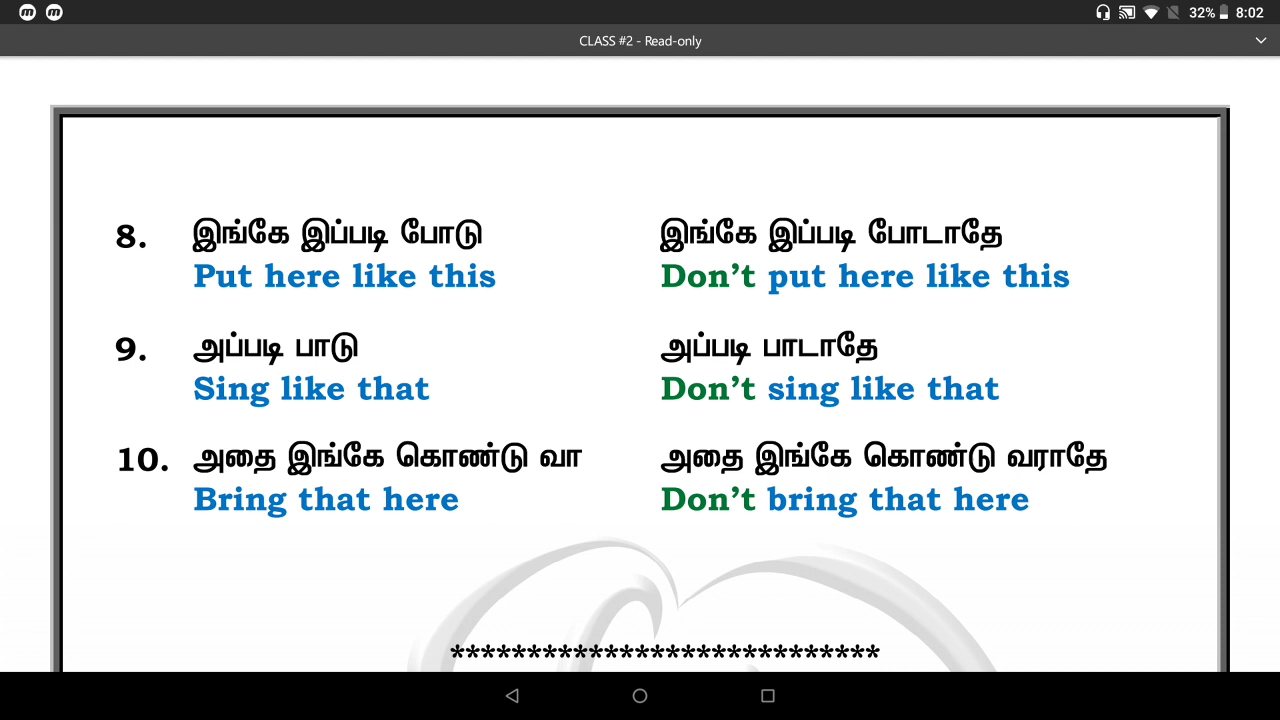 32% 8:02
CLASS #2 - Read-only
8. இங்கே இப்படி போடு இங்கே இப்படி போடாதே
Put here like this Don’t put here like this
9. அப்படி பாடு அப்படி பாடாதே
Sing like that Don’t sing like that
10. அதை இங்கே கொண்டு வா அதை இங்கே கொண்டு வராதே
Bring that here Don’t bring that here
****************************